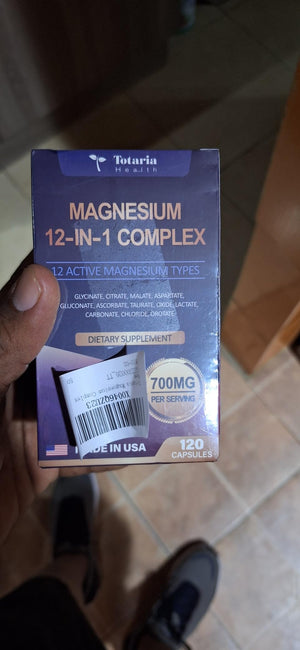 Totaria
Health
MAGNESIUM
12-IN-1 COMPLEX
12 ACTIVE MAGNESIUM TYPES
GLYCINATE, CITRATE, MALATE, ASPARTATE,
GLUCONATE, ASCORBATE, TAURATE, OXIDE, LACTATE,
CARBONATE, CHLORIDE, OROTATE
DIETARY SUPPLEMENT
700MG
PER SERVING
IN USA
120
CAPSULES